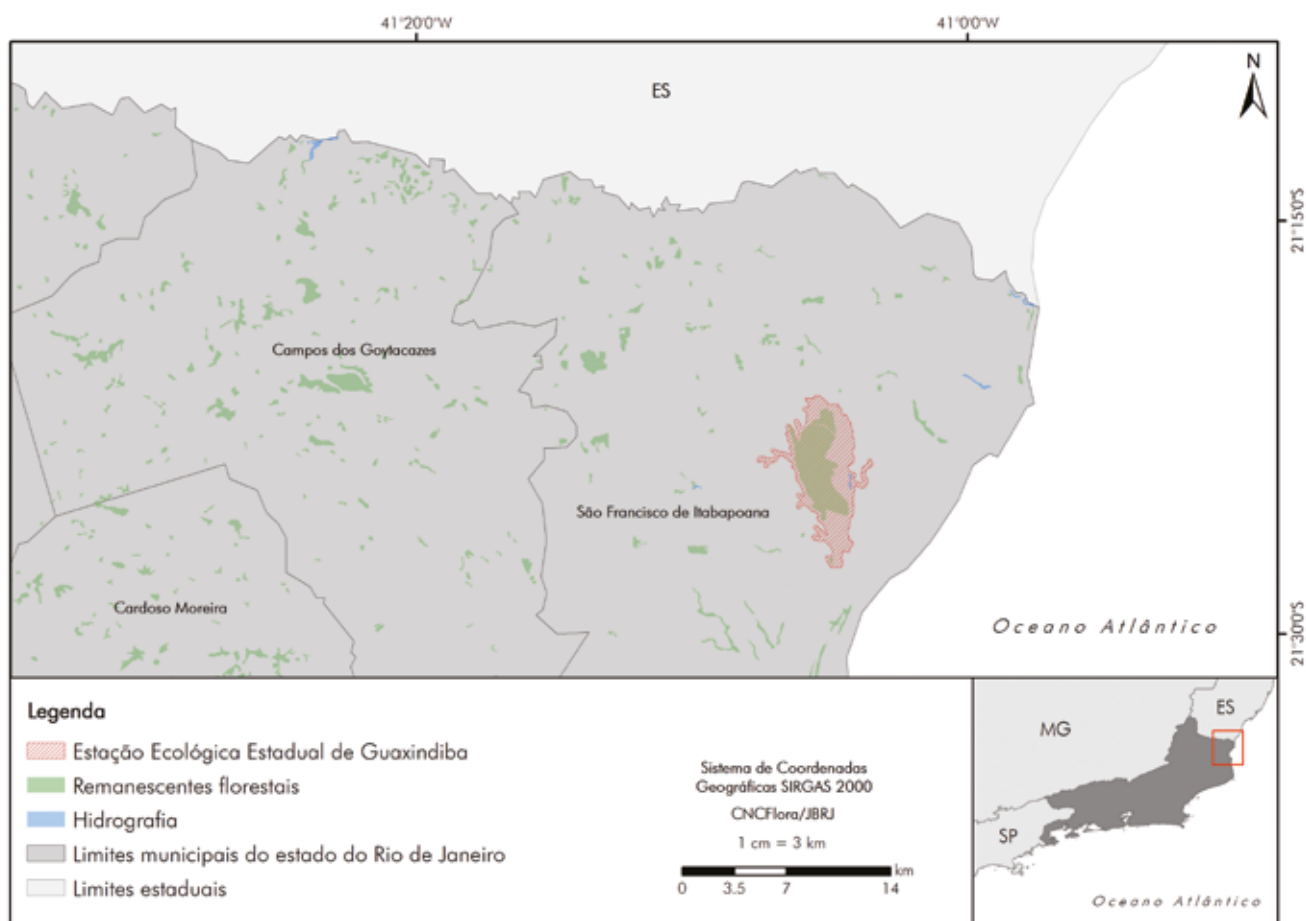 41°20'0"W
41°00'W
N
ES
21°15'0'S
Campos dos Goytacazes
São Francisco de Itabapoana
Cardoso Moreira
Oceano Atlântico
21°30'0'S
Legenda
Estação Ecológica Estadual de Guaxindiba
Remanescentes florestais
Hidrografia
Limites municipais do estado do Rio de Janeiro
Limites estaduais
Sistema de Coordenadas
Geográficas SIRGAS 2000
CNCFlora/JBRJ
1 cm = 3 km
km
0 3.5 7 14
MG
ES
SP
Oceano Atlântico